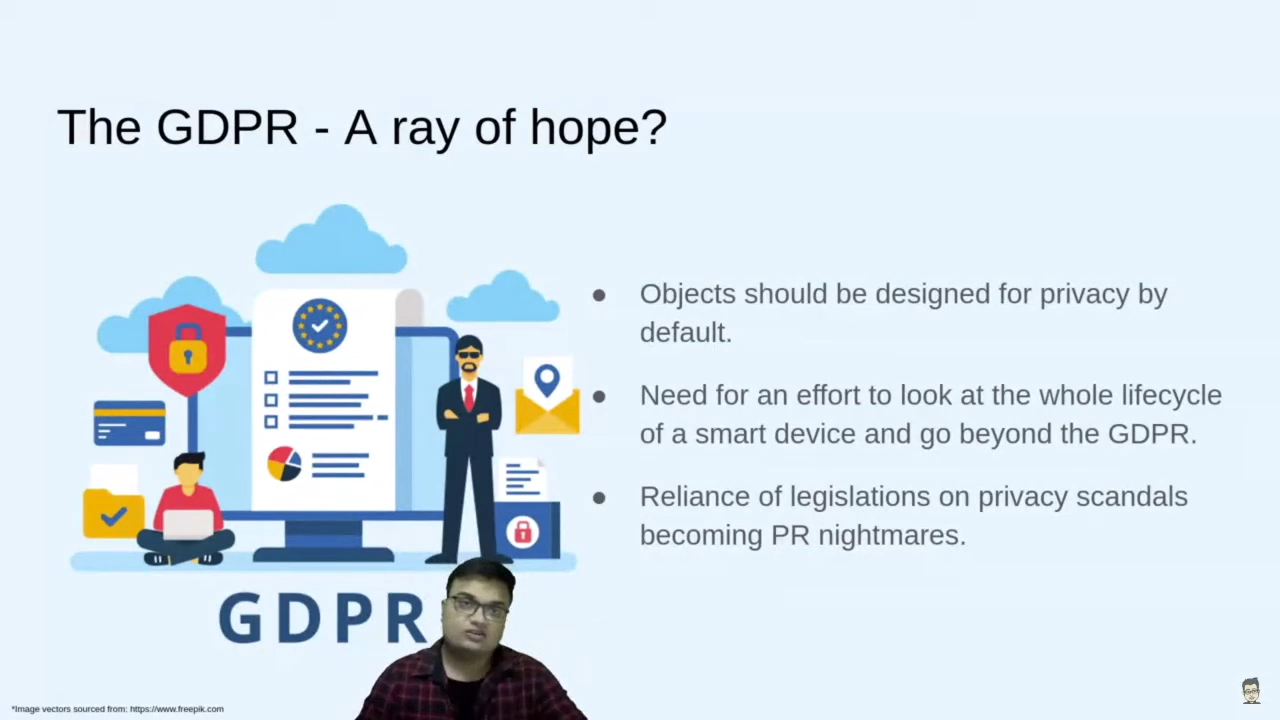 The GDPR - A ray of hope?
● Objects should be designed for privacy by
default.
● Need for an effort to look at the whole lifecycle
of a smart device and go beyond the GDPR.
● Reliance of legislations on privacy scandals
becoming PR nightmares.
GDPR
*Image vectors sourced from: https://www.freepik.com